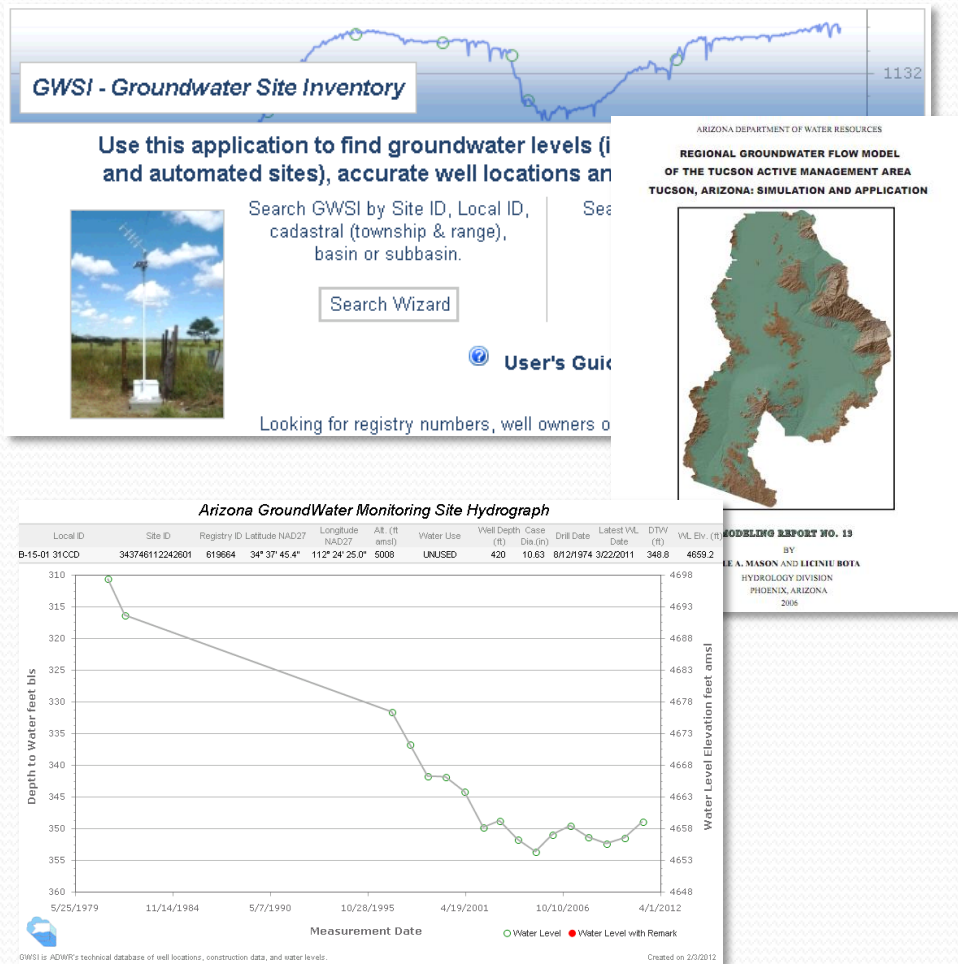 1132
GWSI - Groundwater Site Inventory
Use this application to find groundwater levels (i
and automated sites), accurate well locations an
Search GWSI by Site ID, Local ID,
cadastral (township & range),
basin or subbasin.
Sea
Search Wizard
User's Guid
Looking for registry numbers, well owners o
ARIZONA DEPARTMENT OF WATER RESOURCES
REGIONAL GROUNDWATER FLOW MODEL
OF THE TUCSON ACTIVE MANAGEMENT AREA
TUCSON, ARIZONA: SIMULATION AND APPLICATION
MODELING REPORT NO. 13
BY
LE A. MASON AND LICINIU BOTA
HYDROLOGY DIVISION
PHOENIX, ARIZONA
2006
Arizona GroundWater Monitoring Site Hydrograph
Local ID Site ID Registry ID Latitude NAD27 Longitude NAD27 Alt. (ft amsl) Water Use Well Depth (ft) Case Dia.(in) Drill Date Latest WL Date DTW (ft) WL Elv. (ft)
B-15-01 31CCD 343746112242601 619664 34° 37' 45.4" 112° 24' 25.0" 5008 UNUSED 420 10.63 8/12/1974 3/22/2011 348.8 4659.2
Depth to Water feet bls
310
315
320
325
330
335
340
345
350
355
360
4698
4693
4688
4683
4678
4673
4668
4663
4658
4653
4648
Water Level Elevation feet amsl
5/25/1979 11/14/1984 5/7/1990 10/28/1995 4/19/2001 10/10/2006 4/1/2012
Measurement Date
Water Level Water Level with Remark
GWSI is ADWR's technical database of well locations, construction data, and water levels.
Created on 2/3/2012